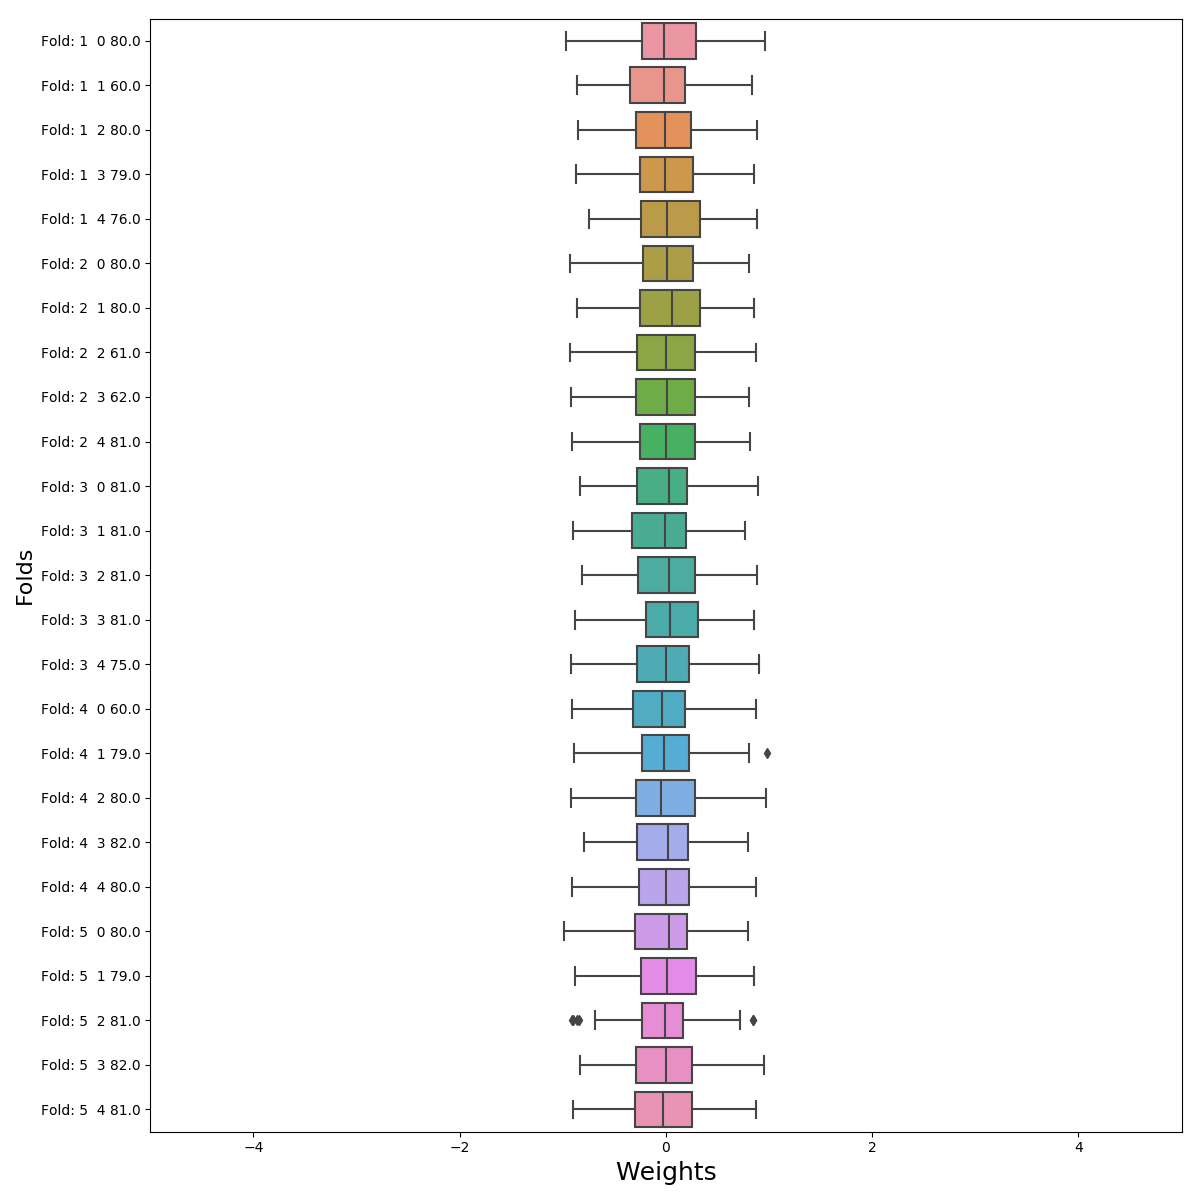 Fold: 1  0 80.0
Fold: 1  1 60.0
Fold: 1  2 80.0
Fold: 1  3 79.0
Fold: 1  4 76.0
Fold: 2  0 80.0
Fold: 2  1 80.0
Fold: 2  2 61.0
Fold: 2  3 62.0
Fold: 2  4 81.0
Fold: 3  0 81.0
Fold: 3  1 81.0
Fold: 3  2 81.0
Fold: 3  3 81.0
Fold: 3  4 75.0
Fold: 4  0 60.0
Fold: 4  1 79.0
Fold: 4  2 80.0
Fold: 4  3 82.0
Fold: 4  4 80.0
Fold: 5  0 80.0
Fold: 5  1 79.0
Fold: 5  2 81.0
Fold: 5  3 82.0
Fold: 5  4 81.0
Folds
−4 −2 0 2 4
Weights